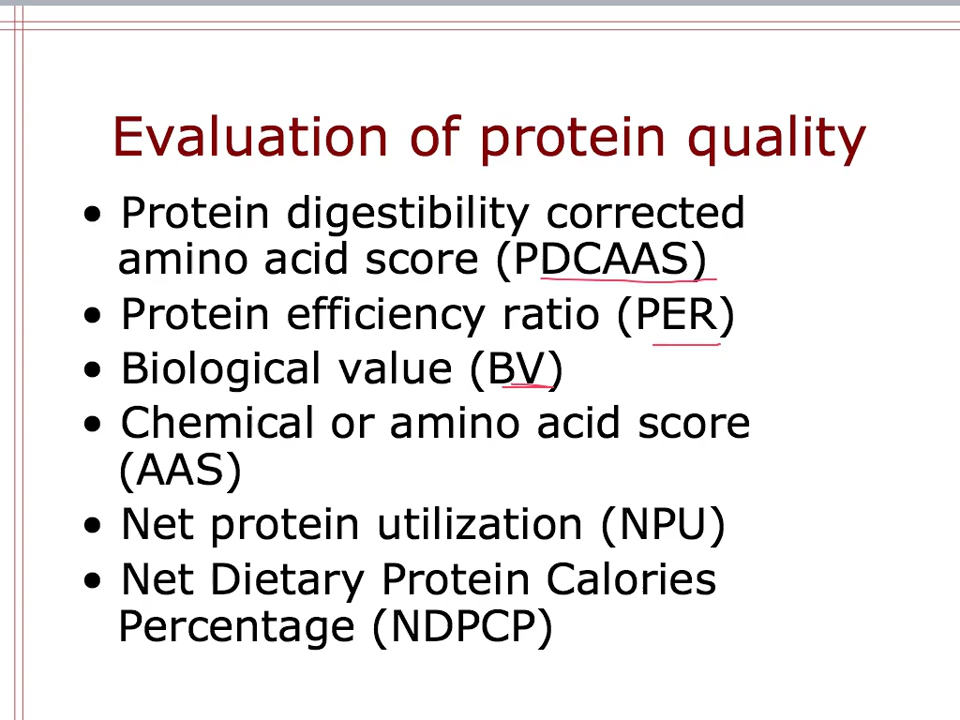 Evaluation of protein quality
• Protein digestibility corrected
amino acid score (PDCAAS)
• Protein efficiency ratio (PER)
• Biological value (BV)
• Chemical or amino acid score
(AAS)
• Net protein utilization (NPU)
• Net Dietary Protein Calories
Percentage (NDPCP)